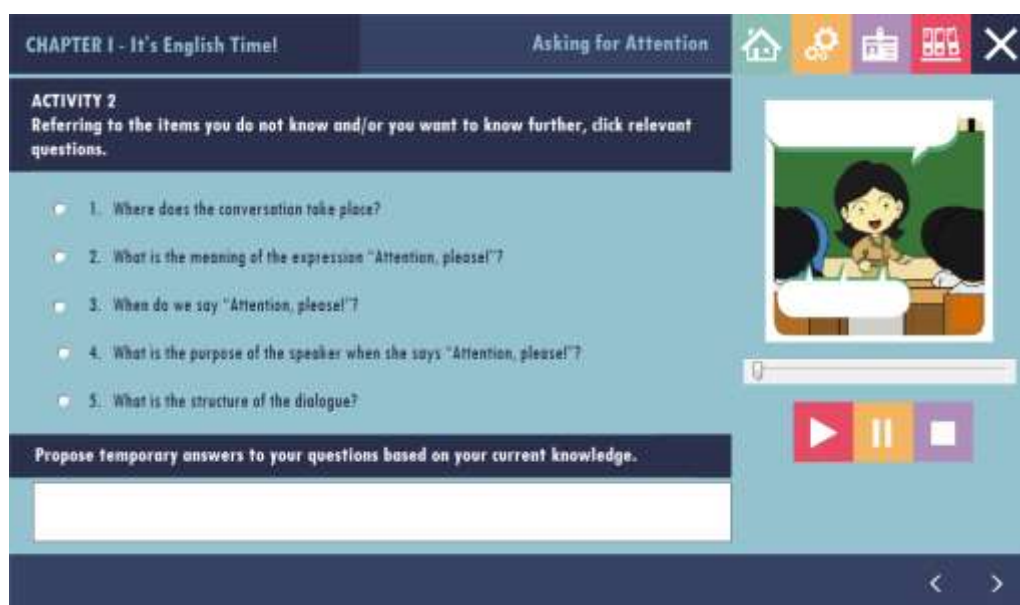 CHAPTER I - It's English Time!
Asking for Attention
ACTIVITY 2
Referring to the items you do not know and/or you want to know further, click relevant
questions.
1. Where does the conversation take place?
2. What is the meaning of the expression "Attention, please!"?
3. When do we say "Attention, please!"?
4. What is the purpose of the speaker when she says "Attention, please!"?
5. What is the structure of the dialogue?
Propose temporary answers to your questions based on your current knowledge.